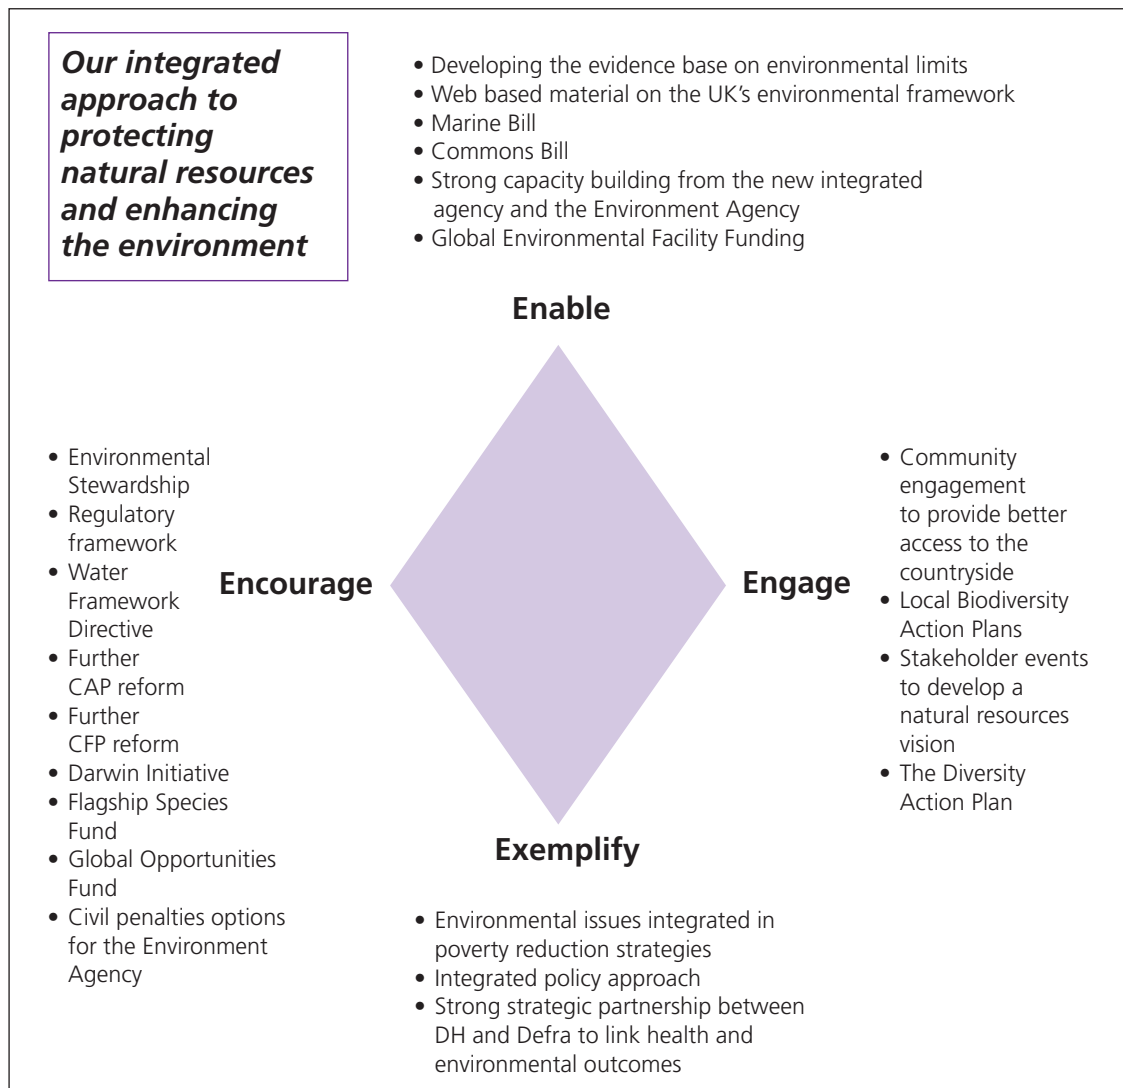 Our integrated
approach to
protecting
natural resources
and enhancing
the environment
• Developing the evidence base on environmental limits
• Web based material on the UK's environmental framework
• Marine Bill
• Commons Bill
• Strong capacity building from the new integrated
agency and the Environment Agency
• Global Environmental Facility Funding
Enable
• Environmental
Stewardship
• Regulatory
framework
• Water
Framework
Directive
• Further
CAP reform
• Further
CFP reform
• Darwin Initiative
• Flagship Species
Fund
• Global Opportunities
Fund
• Civil penalties options
for the Environment
Agency
Encourage
Engage
• Community
engagement
to provide better
access to the
countryside
• Local Biodiversity
Action Plans
• Stakeholder events
to develop a
natural resources
vision
• The Diversity
Action Plan
Exemplify
• Environmental issues integrated in
poverty reduction strategies
• Integrated policy approach
• Strong strategic partnership between
DH and Defra to link health and
environmental outcomes